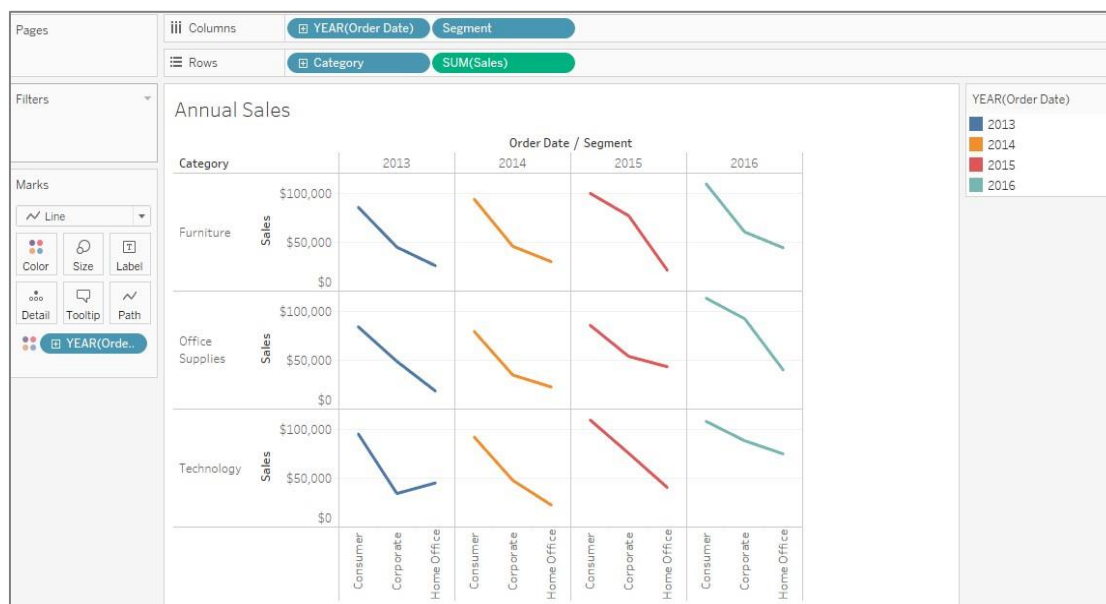 Pages
Columns
YEAR(Order Date) Segment
Rows
Category SUM(Sales)
Filters
Marks
Line
Color Size Label
Detail Tooltip Path
YEAR(Orde..
Annual Sales
Order Date / Segment
Category 2013 2014 2015 2016
Furniture
Sales
$100,000
$50,000
$0
Office
Supplies
Sales
$100,000
$50,000
$0
Technology
Sales
$100,000
$50,000
$0
Consumer
Corporate
Home Office
Consumer
Corporate
Home Office
Consumer
Corporate
Home Office
Consumer
Corporate
Home Office
YEAR(Order Date)
2013
2014
2015
2016